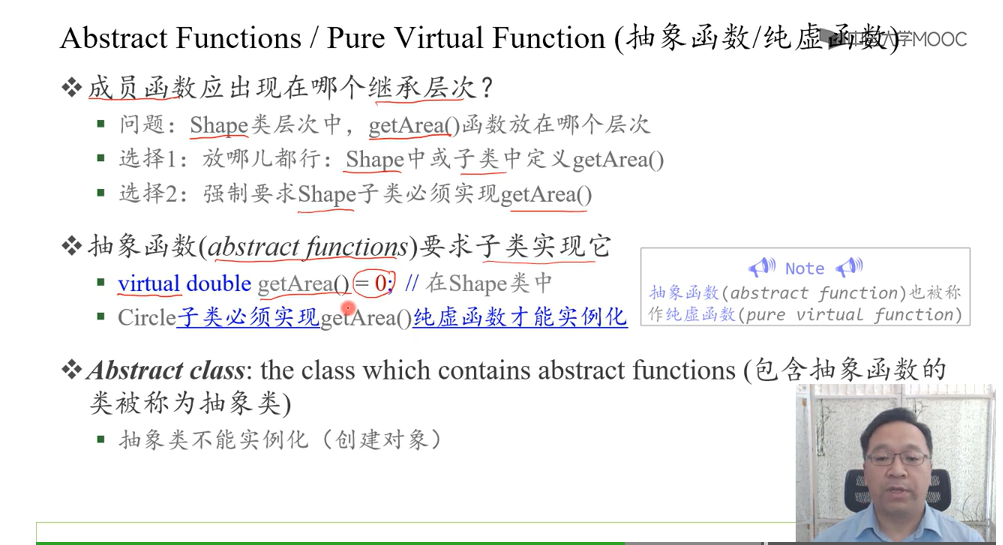 Abstract Functions / Pure Virtual Function (抽象函数/纯虚函数)
中国大学MOOC
❖成员函数应出现在哪个继承层次？
▪ 问题：Shape类层次中，getArea()函数放在哪个层次
▪ 选择1：放哪儿都行：Shape中或子类中定义getArea()
▪ 选择2：强制要求Shape子类必须实现getArea()
❖抽象函数(abstract functions)要求子类实现它
▪ virtual double getArea() = 0; // 在Shape类中
▪ Circle子类必须实现getArea()纯虚函数才能实例化
Note
抽象函数(abstract function)也被称
作纯虚函数(pure virtual function)
❖Abstract class: the class which contains abstract functions (包含抽象函数的
类被称为抽象类)
▪ 抽象类不能实例化（创建对象）